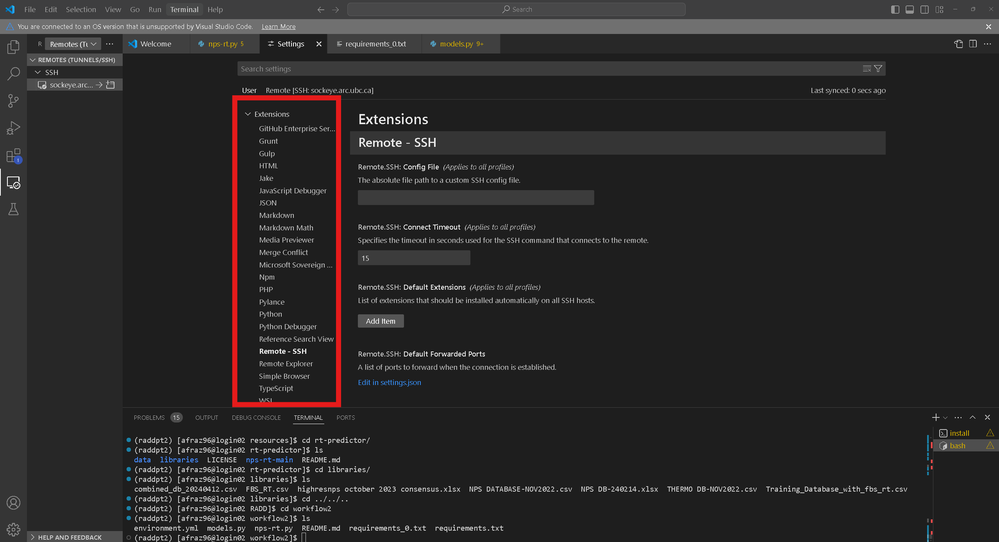 File Edit Selection View Go Run Terminal Help
Search
You are connected to an OS version that is unsupported by Visual Studio Code. Learn More
R Remotes (Tu
Welcome
nps-rt.py 5
Settings
requirements_0.txt
models.py 9+
REMOTES (TUNNELS/SSH)
SSH
sockeye.arc...
1
Search settings
User Remote [SSH: sockeye.arc.ubc.ca]
Last synced: 0 secs ago
Extensions
GitHub Enterprise Ser...
Grunt
Gulp
HTML
Jake
JavaScript Debugger
JSON
Markdown
Markdown Math
Media Previewer
Merge Conflict
Microsoft Sovereign ...
Npm
PHP
Pylance
Python
Python Debugger
Reference Search View
Remote - SSH
Remote Explorer
Simple Browser
TypeScript
WSL
Extensions
Remote - SSH
Remote.SSH: Config File (Applies to all profiles)
The absolute file path to a custom SSH config file.
Remote.SSH: Connect Timeout (Applies to all profiles)
Specifies the timeout in seconds used for the SSH command that connects to the remote.
15
Remote.SSH: Default Extensions (Applies to all profiles)
List of extensions that should be installed automatically on all SSH hosts.
Add Item
Remote.SSH: Default Forwarded Ports
A list of ports to forward when the connection is established.
Edit in settings.json
PROBLEMS 15 OUTPUT DEBUG CONSOLE TERMINAL PORTS
(raddpt2) [afraz96@login02 resources]$ cd rt-predictor/
(raddpt2) [afraz96@login02 rt-predictor]$ ls
data libraries LICENSE nps-rt-main README.md
(raddpt2) [afraz96@login02 rt-predictor]$ cd libraries/
(raddpt2) [afraz96@login02 libraries]$ ls
combined_db_20240412.csv FBS_RT.csv highresnps october 2023 consensus.xlsx NPS DATABASE-NOV2022.csv NPS DB-240214.xlsx THERMO DB-NOV2022.csv Training_Database_with_fbs_rt.csv
(raddpt2) [afraz96@login02 libraries]$ cd ../../..
(raddpt2) [afraz96@login02 RADD]$ cd workflow2
(raddpt2) [afraz96@login02 workflow2]$ ls
environment.yml models.py nps-rt.py README.md requirements_0.txt requirements.txt
(raddpt2) [afraz96@login02 workflow2]$
install
bash
HELP AND FEEDBACK